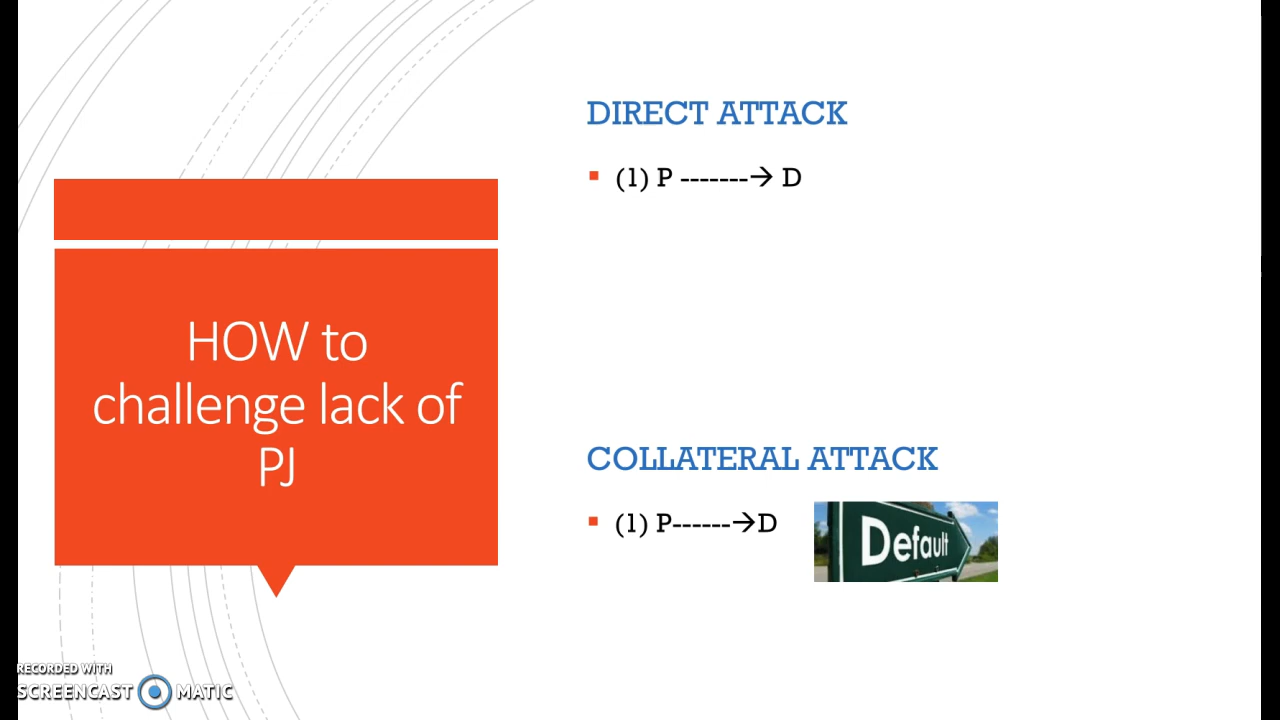 HOW to
challenge lack of
PJ
DIRECT ATTACK
(1) P -------→ D
COLLATERAL ATTACK
(1) P------→D
Default
RECORDED WITH
SCREENCAST MATIC